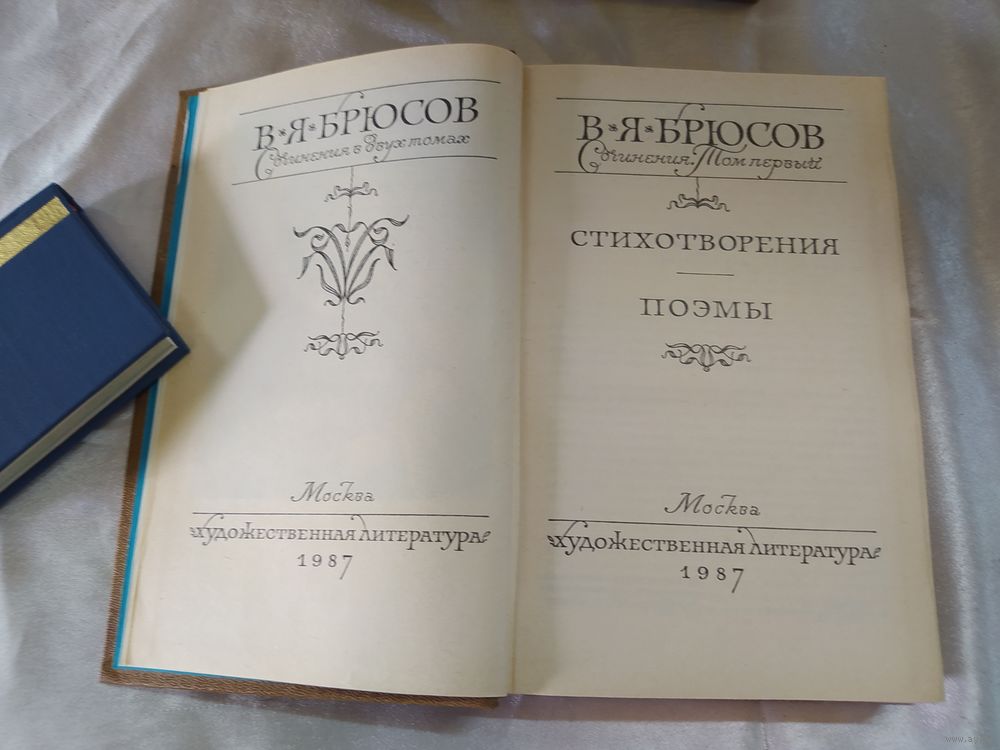 В*Я*БРЮСОВ
Сочинения в двух томах
Москва
«ХУДОЖЕСТВЕННАЯ ЛИТЕРАТУРА»
1987
В*Я*БРЮСОВ
Сочинения. Том первый
СТИХОТВОРЕНИЯ
ПОЭМЫ
Москва
«ХУДОЖЕСТВЕННАЯ ЛИТЕРАТУРА»
1987